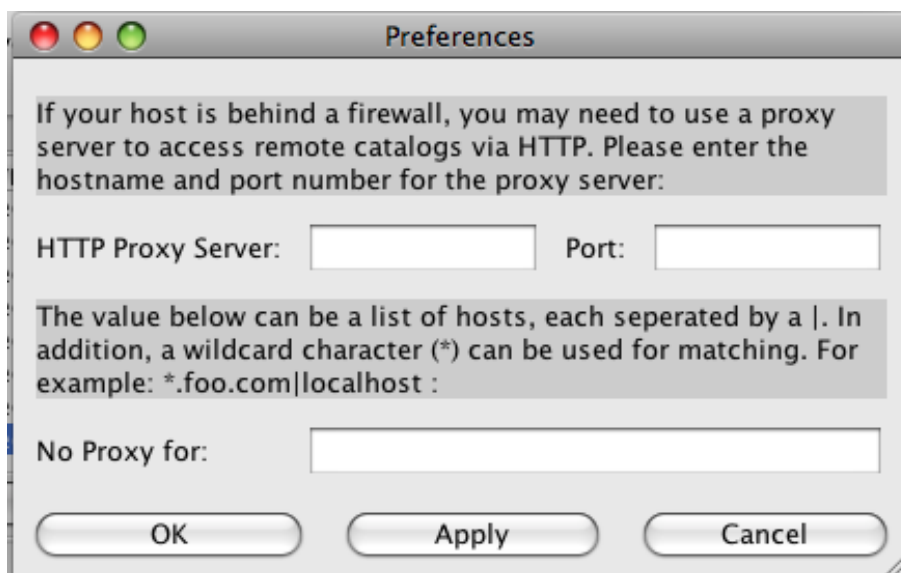 Preferences
If your host is behind a firewall, you may need to use a proxy
server to access remote catalogs via HTTP. Please enter the
hostname and port number for the proxy server:
HTTP Proxy Server: Port:
The value below can be a list of hosts, each seperated by a |. In
addition, a wildcard character (*) can be used for matching. For
example: *.foo.com|localhost :
No Proxy for:
OK Apply Cancel